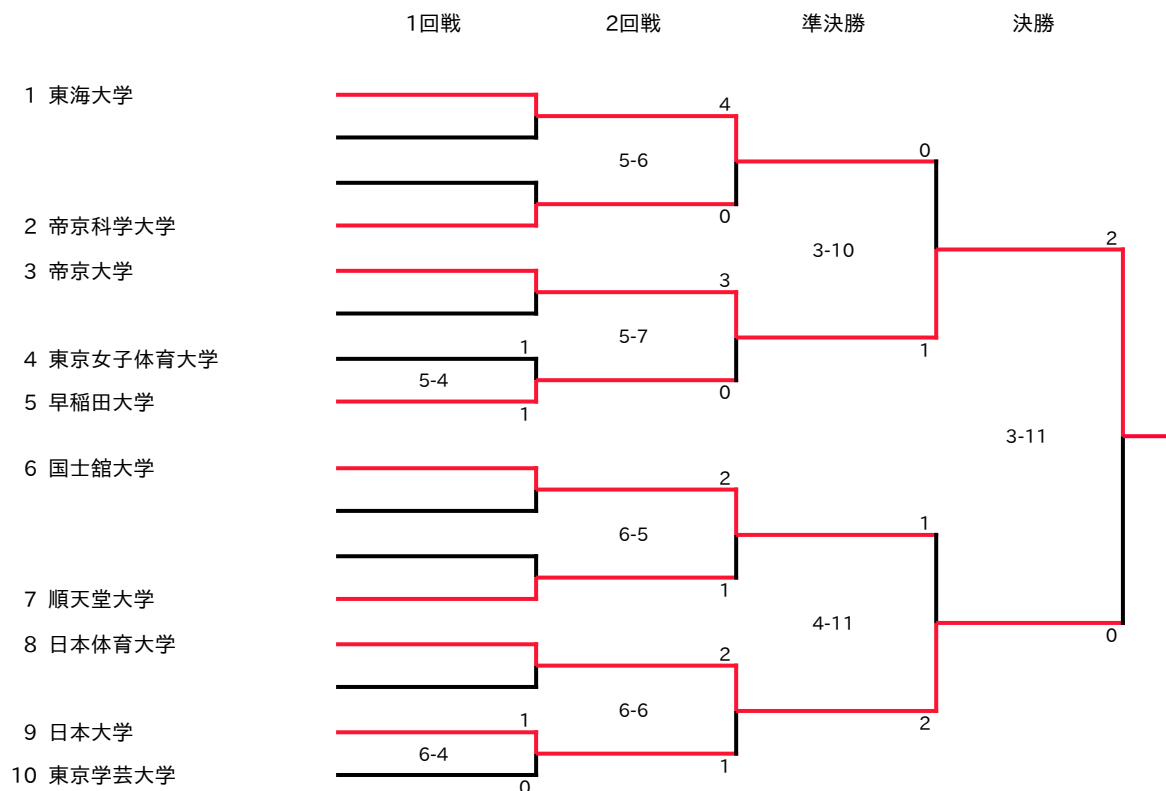 1回戦 2回戦 準決勝 決勝
1 東海大学
4
5-6
0
0
2 帝京科学大学
2
3-10
3 帝京大学
3
5-7
1
4 東京女子体育大学
1
5-4
0
5 早稲田大学
1
3-11
6 国士舘大学
2
6-5
1
1
7 順天堂大学
4-11
0
8 日本体育大学
2
6-6
2
9 日本大学
1
6-4
1
10 東京学芸大学
0